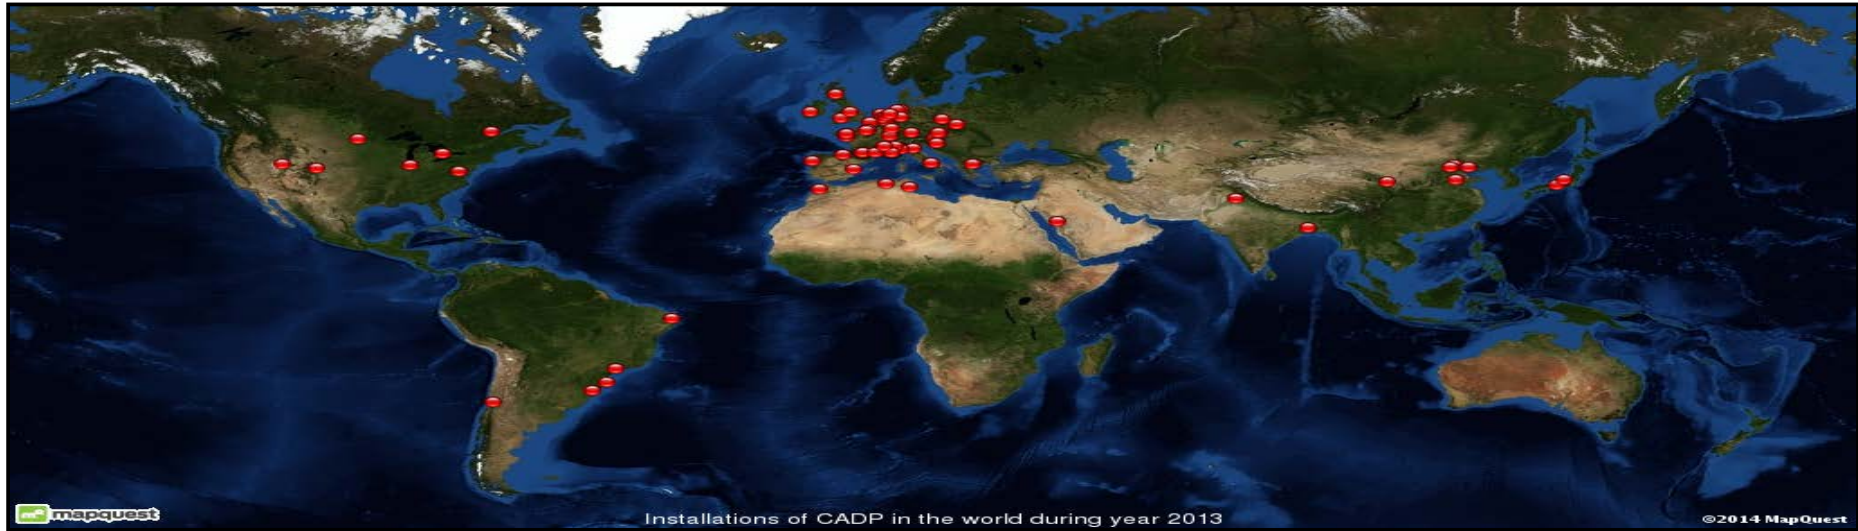 mapquest
Installations of CADP in the world during year 2013
©2014 MapQuest